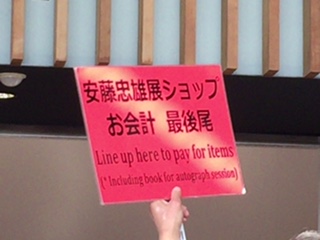 安藤忠雄展ショップ
お会計 最後尾
Line up here to pay for items
(* Including book for autograph session)